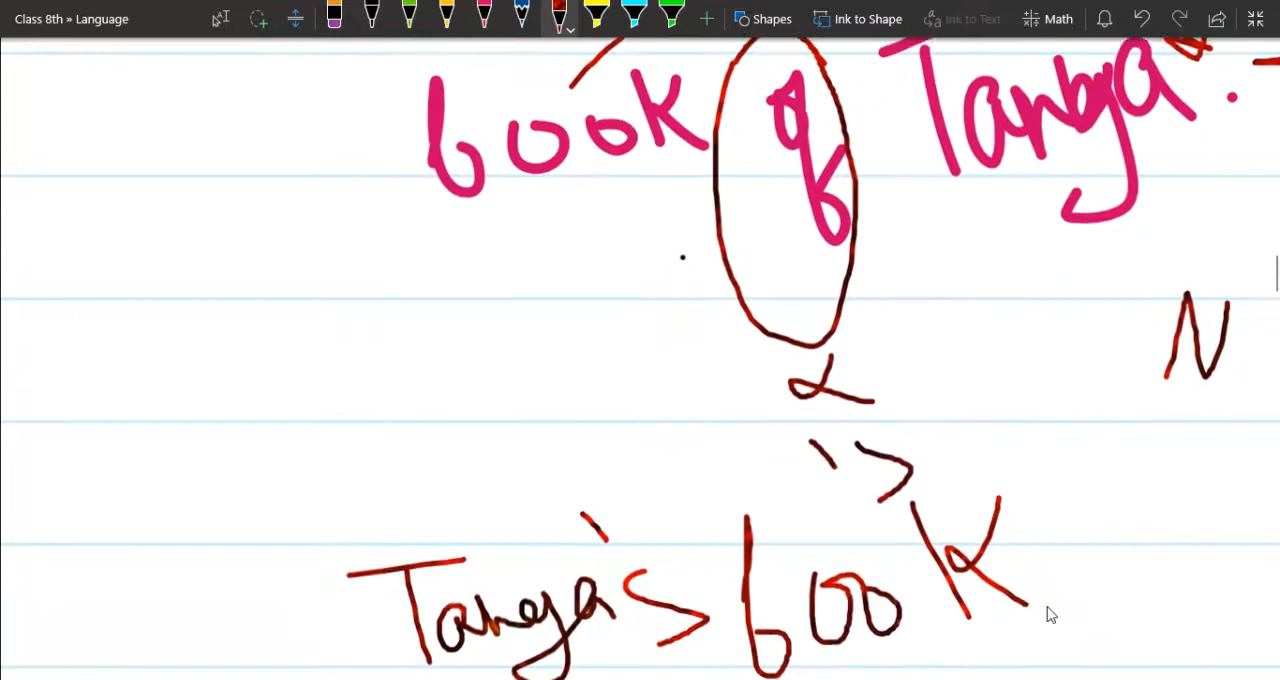 Class 8th » Language Shapes Ink to Shape Ink to Text Math
book of Tanya.
N
's
Tanya's book